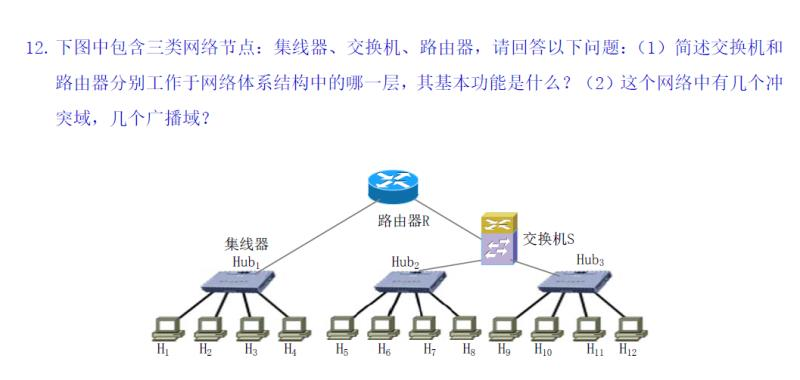 12. 下图中包含三类网络节点：集线器、交换机、路由器，请回答以下问题：（1）简述交换机和
路由器分别工作于网络体系结构中的哪一层，其基本功能是什么？（2）这个网络中有几个冲
突域，几个广播域？
路由器R
交换机S
集线器
Hub₁
Hub₂
Hub₃
H₁ H₂ H₃ H₄ H₅ H₆ H₇ H₈ H₉ H₁₀ H₁₁ H₁₂